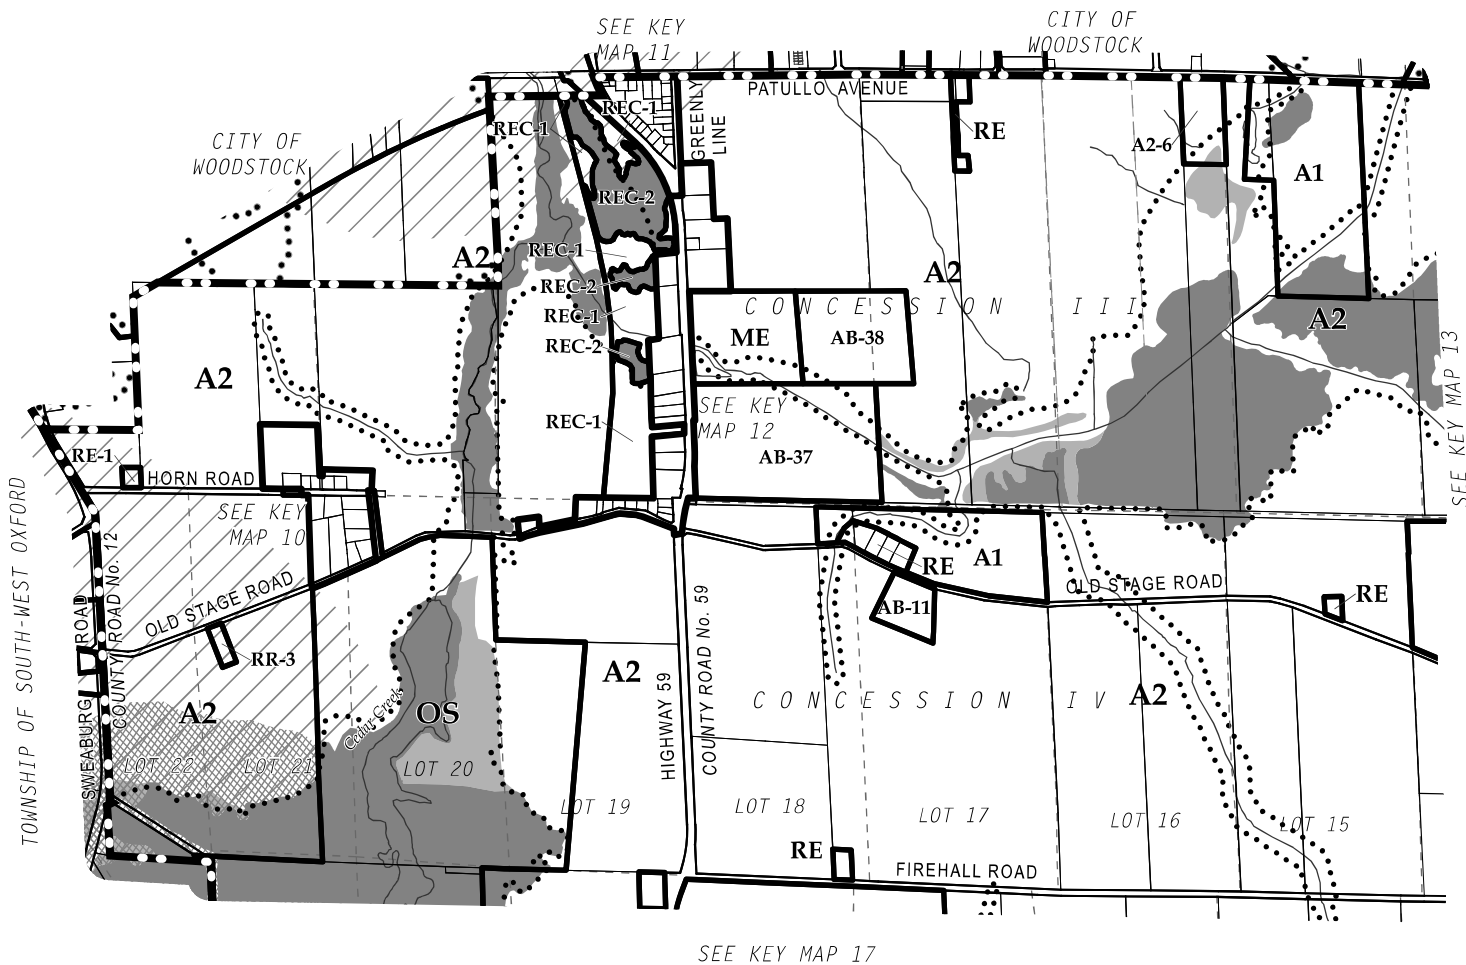 SEE KEY
MAP 11
CITY OF
WOODSTOCK
PATULLO AVENUE
REC-1
REC-1
GREENLY
LINE
RE
A2-6
A1
CITY OF
WOODSTOCK
REC-2
A2
REC-1
A2
REC-2
CONCESSION III
REC-1
A2
ME
AB-38
REC-2
A2
SEE KEY MAP 13
SEE KEY
MAP 12
REC-1
RE-1
AB-37
HORN ROAD
SEE KEY
MAP 10
TOWNSHIP OF SOUTH-WEST OXFORD
COUNTY ROAD No. 12
SWEABURG ROAD
OLD STAGE ROAD
A1
RE
OLD STAGE ROAD
RE
AB-11
RR-3
A2
HIGHWAY 59
COUNTY ROAD No. 59
CONCESSION IV
A2
A2
Cedar Creek
OS
LOT 22
LOT 21
LOT 20
LOT 19
LOT 18
LOT 17
LOT 16
LOT 15
RE
FIREHALL ROAD
SEE KEY MAP 17